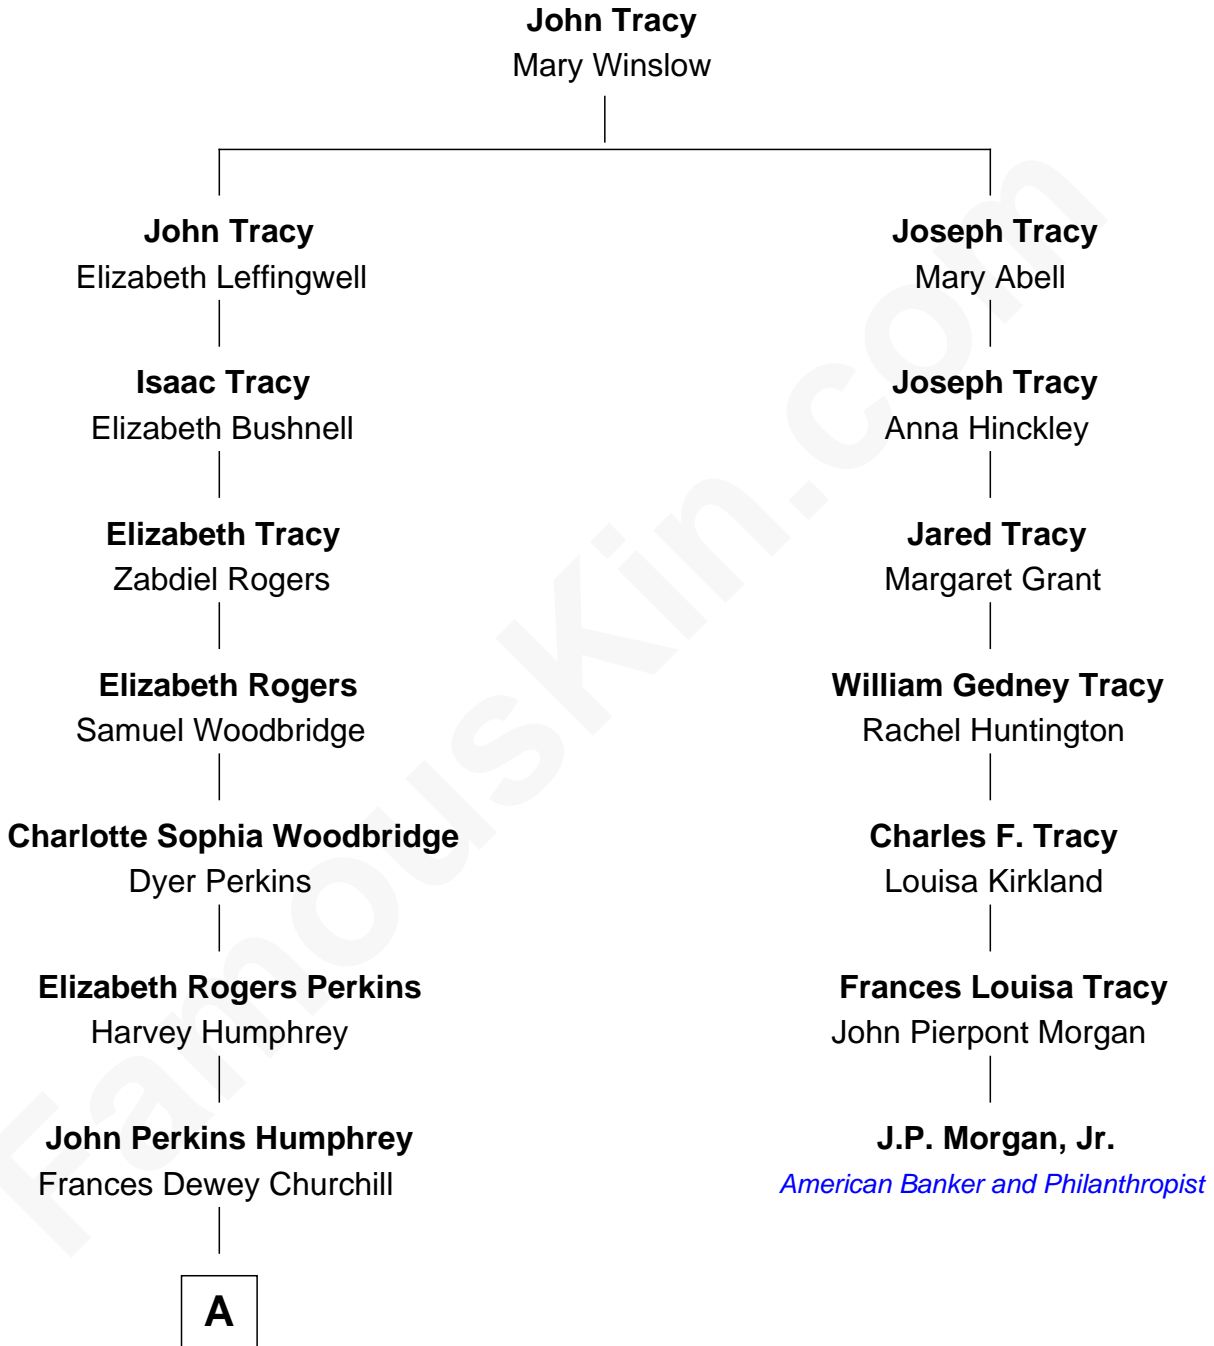 John Tracy
Mary Winslow
John Tracy
Elizabeth Leffingwell
Isaac Tracy
Elizabeth Bushnell
Elizabeth Tracy
Zabdiel Rogers
Elizabeth Rogers
Samuel Woodbridge
Charlotte Sophia Woodbridge
Dyer Perkins
Elizabeth Rogers Perkins
Harvey Humphrey
John Perkins Humphrey
Frances Dewey Churchill
A
Joseph Tracy
Mary Abell
Joseph Tracy
Anna Hinckley
Jared Tracy
Margaret Grant
William Gedney Tracy
Rachel Huntington
Charles F. Tracy
Louisa Kirkland
Frances Louisa Tracy
John Pierpont Morgan
J.P. Morgan, Jr.
American Banker and Philanthropist
FamousKin.com